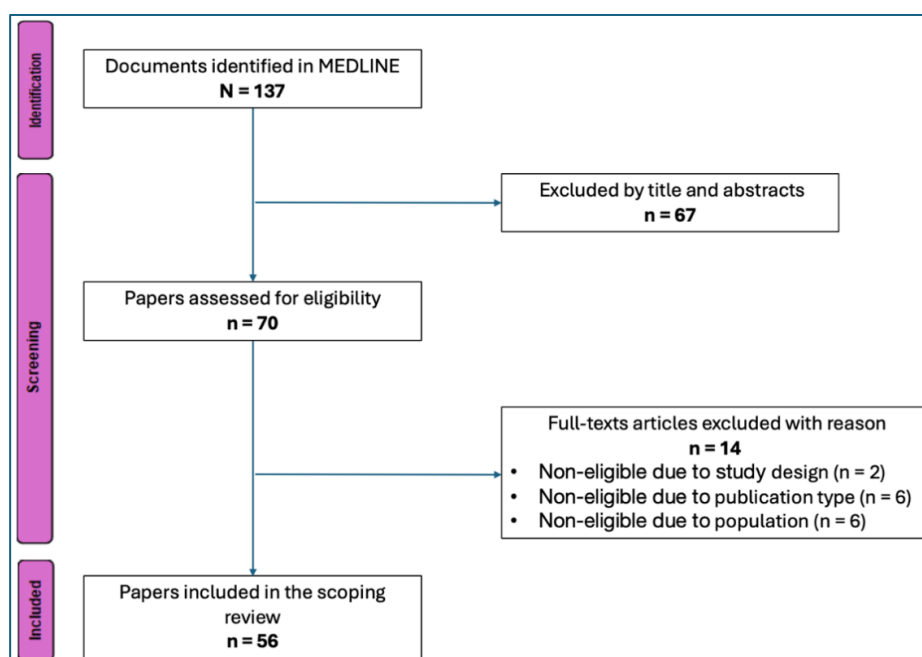 Identification
Documents identified in MEDLINE
N = 137
Excluded by title and abstracts
n = 67
Screening
Papers assessed for eligibility
n = 70
Full-texts articles excluded with reason
n = 14
• Non-eligible due to study design (n = 2)
• Non-eligible due to publication type (n = 6)
• Non-eligible due to population (n = 6)
Included
Papers included in the scoping
review
n = 56